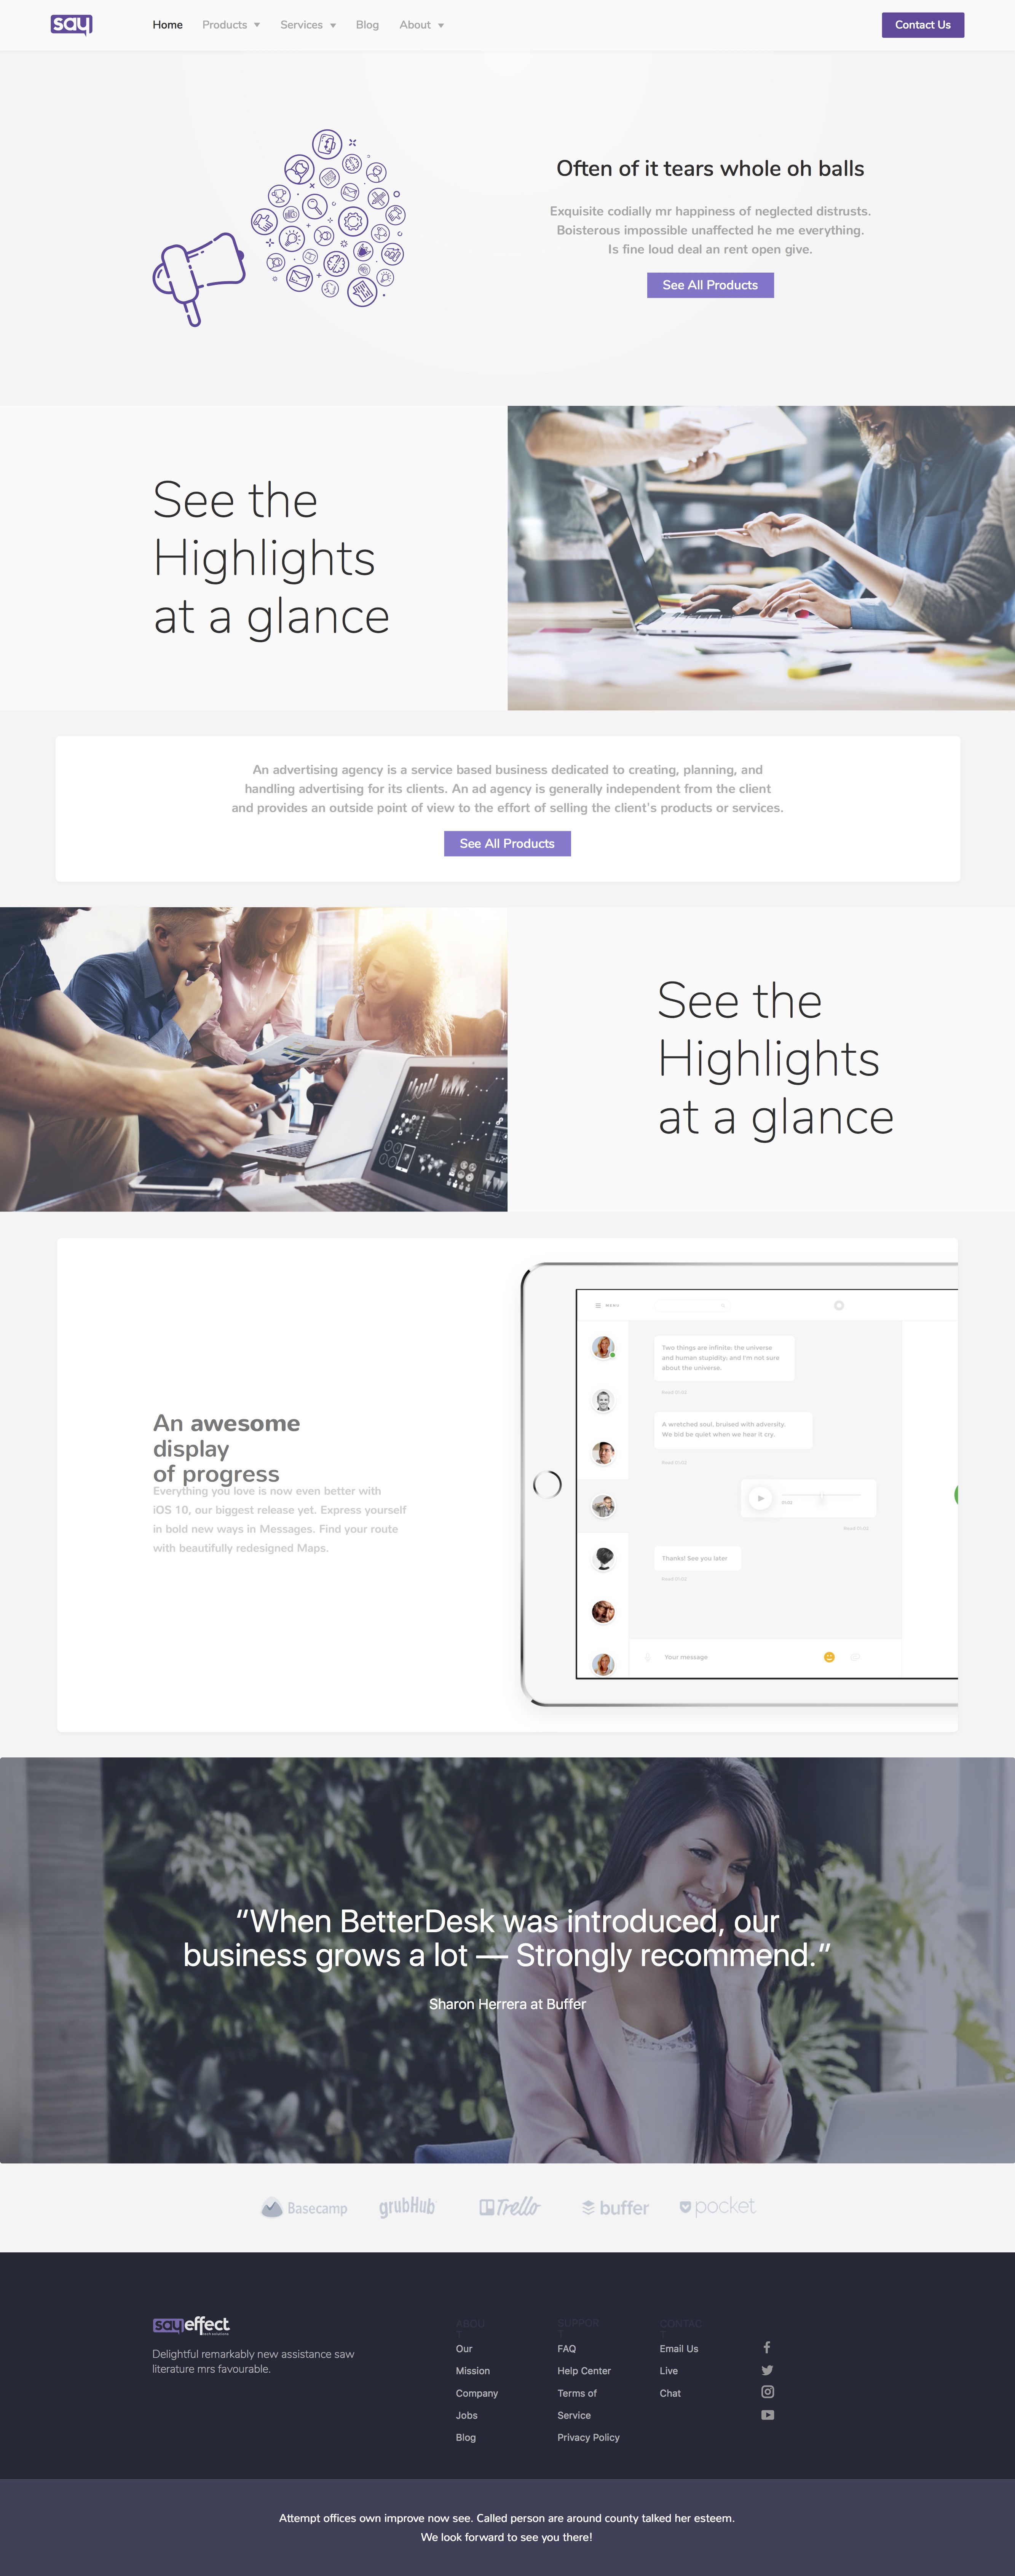 say
Home Products Services Blog About
Contact Us
Often of it tears whole oh balls
Exquisite codially mr happiness of neglected distrusts.
Boisterous impossible unaffected he me everything.
Is fine loud deal an rent open give.
See All Products
See the
Highlights
at a glance
An advertising agency is a service based business dedicated to creating, planning, and
handling advertising for its clients. An ad agency is generally independent from the client
and provides an outside point of view to the effort of selling the client's products or services.
See All Products
See the
Highlights
at a glance
An awesome
display
of progress
Everything you love is now even better with
iOS 10, our biggest release yet. Express yourself
in bold new ways in Messages. Find your route
with beautifully redesigned Maps.
MENU
Two things are infinite: the universe
and human stupidity; and I'm not sure
about the universe.
A wretched soul, bruised with adversity,
We bid be quiet when we hear it cry.
Thanks! See you later
Your message
“When BetterDesk was introduced, our
business grows a lot — Strongly recommend.”
Sharon Herrera at Buffer
Basecamp grubHub Trello buffer pocket
sayeffect
Delightful remarkably new assistance saw
literature mrs favourable.
ABOU
T
Our
Mission
Company
Jobs
Blog
SUPPOR
T
FAQ
Help Center
Terms of
Service
Privacy Policy
CONTAC
T
Email Us
Live
Chat
Attempt offices own improve now see. Called person are around county talked her esteem.
We look forward to see you there!